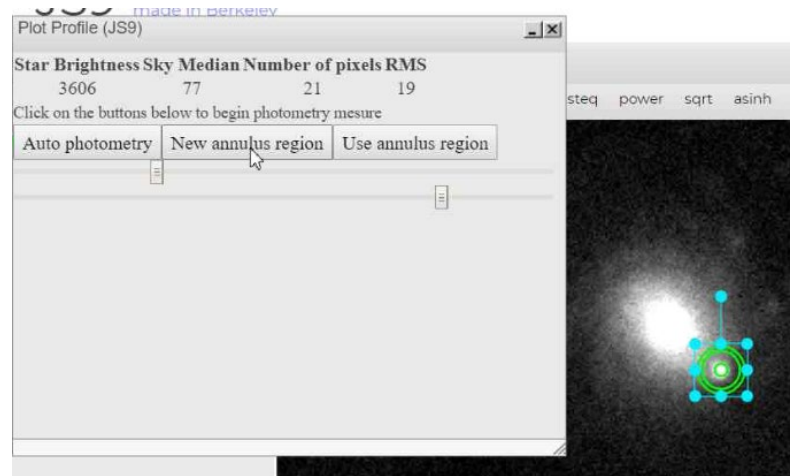 JS9 made in Berkeley
Plot Profile (JS9)
Star Brightness Sky Median Number of pixels RMS
3606 77 21 19
Click on the buttons below to begin photometry mesure
Auto photometry New annulus region Use annulus region
steq power sqrt asinh